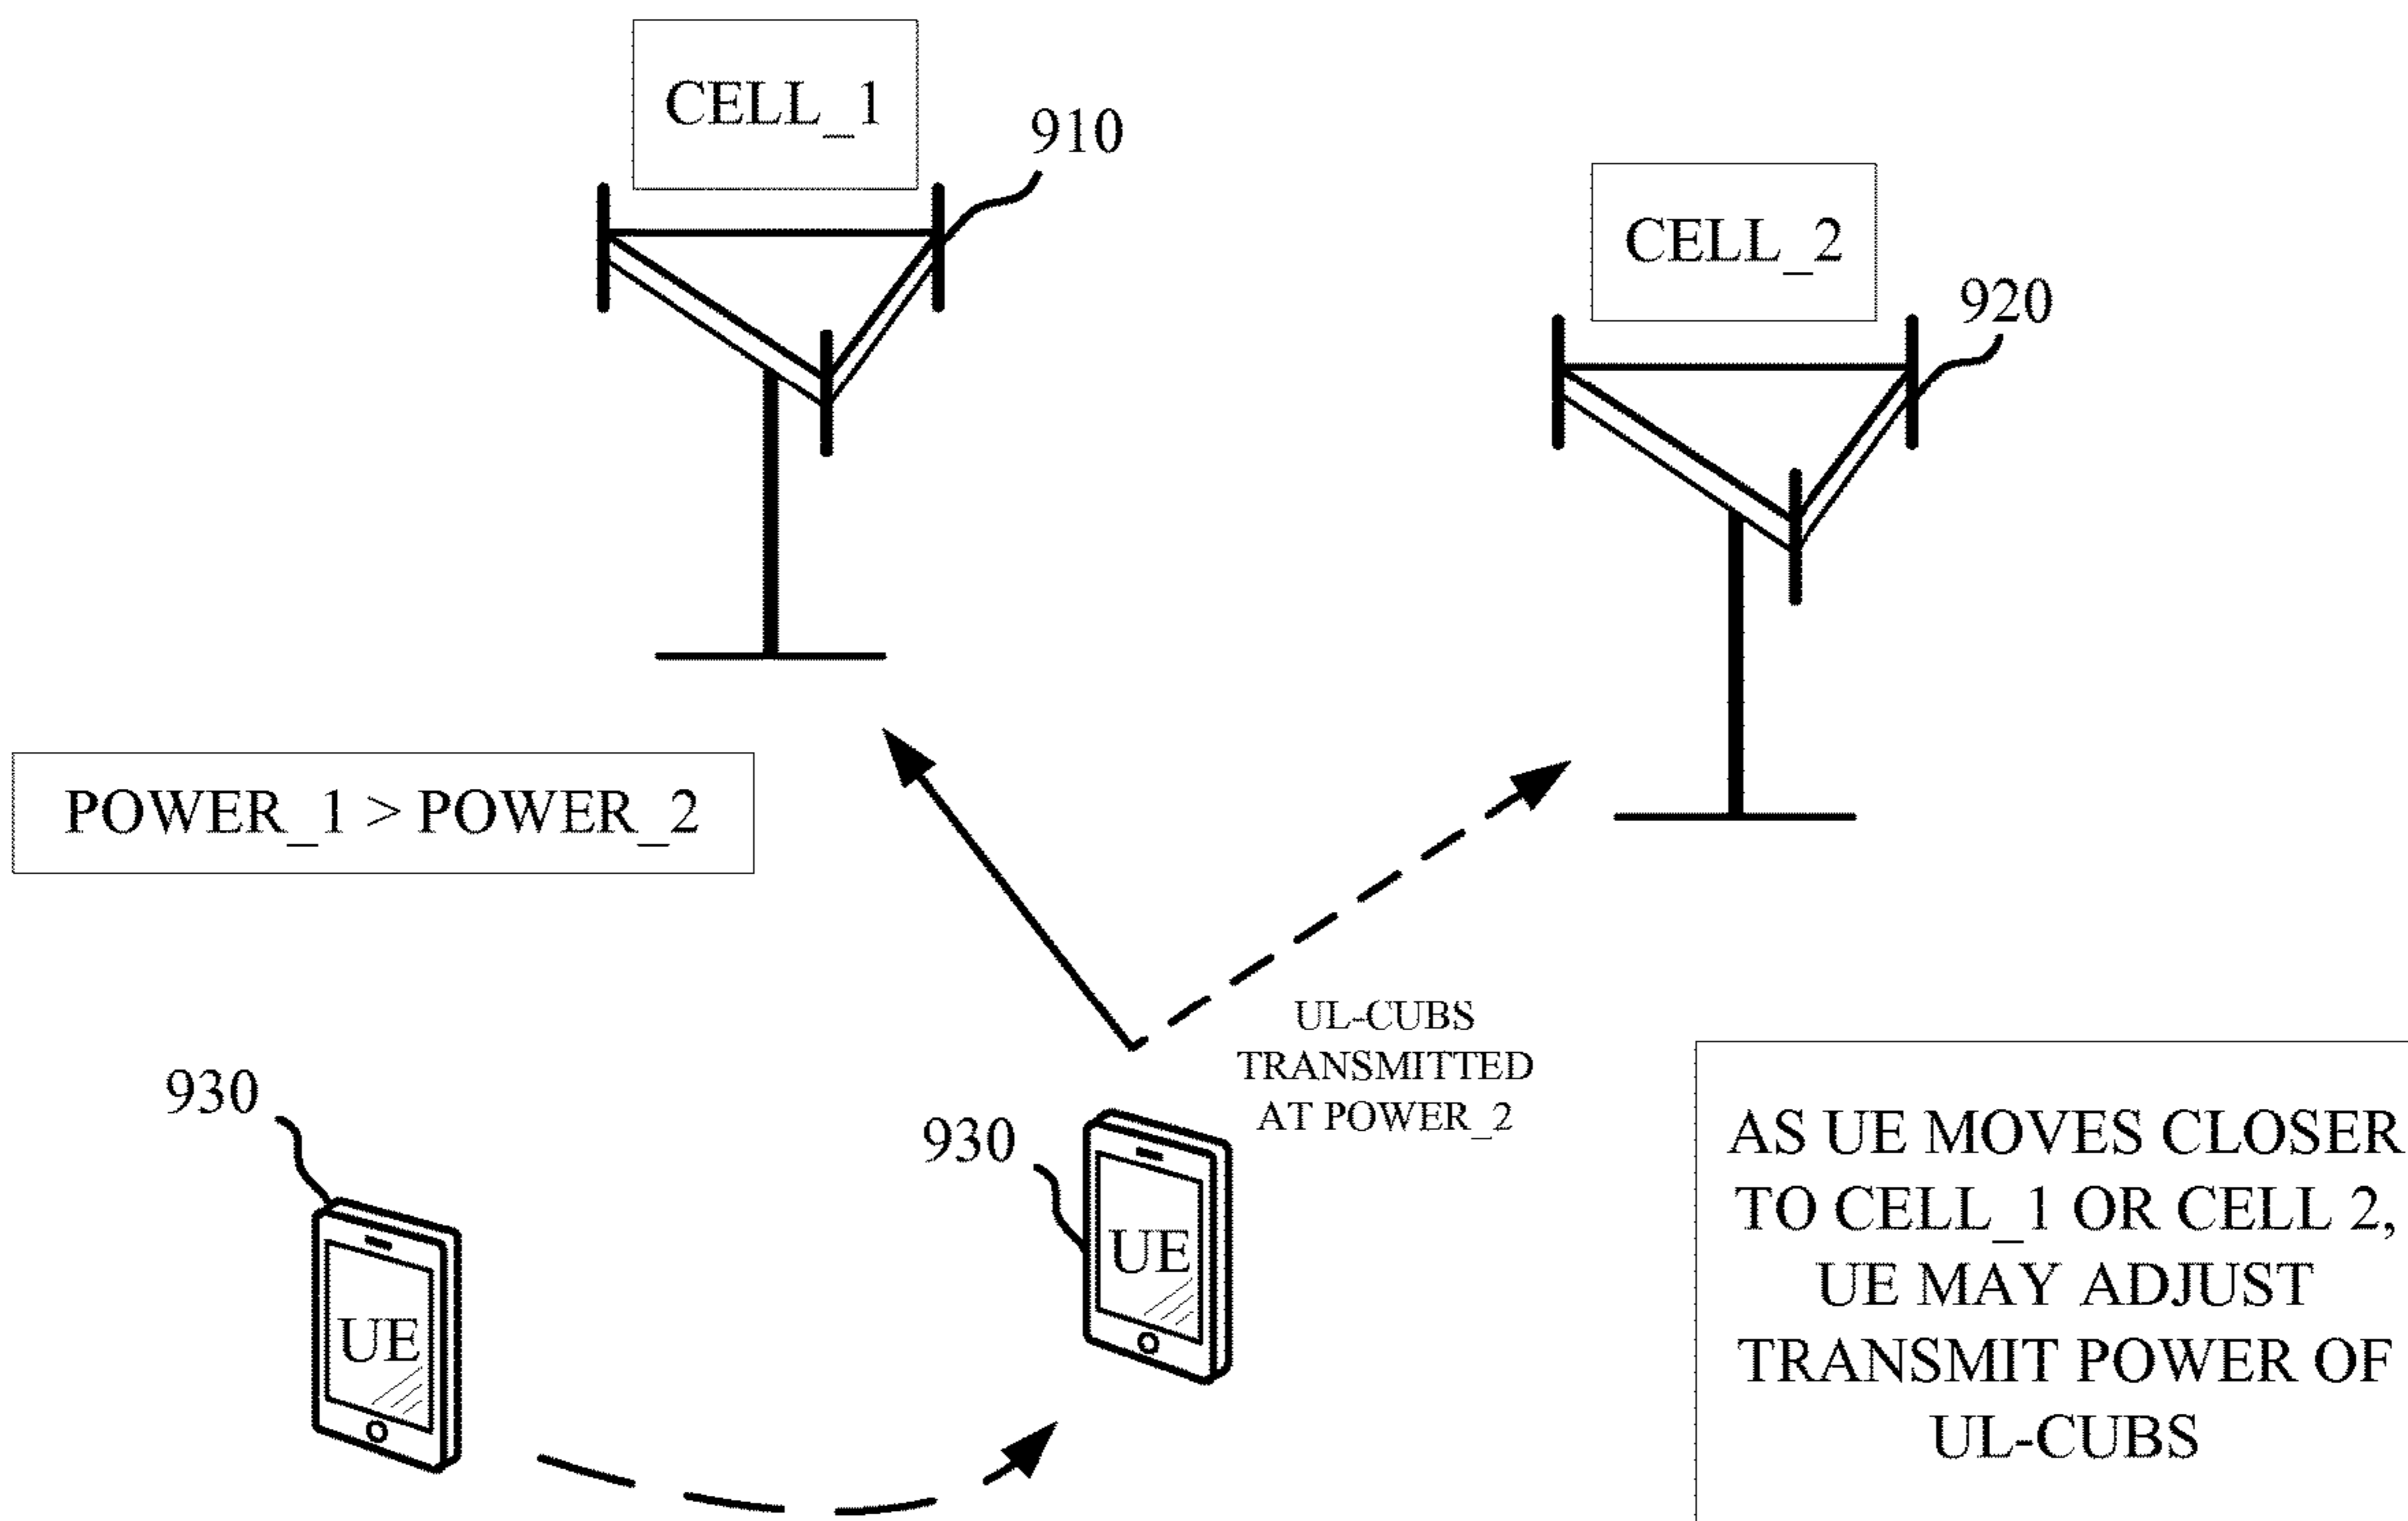 CELL_1
910
CELL_2
920
POWER_1 > POWER_2
UL-CUBS
TRANSMITTED
AT POWER_2
930
930
UE
UE
AS UE MOVES CLOSER
TO CELL_1 OR CELL 2,
UE MAY ADJUST
TRANSMIT POWER OF
UL-CUBS